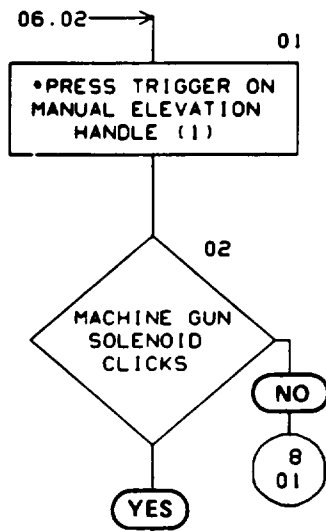 06.02
01
•PRESS TRIGGER ON
MANUAL ELEVATION
HANDLE (1)
02
MACHINE GUN
SOLENOID
CLICKS
NO
8
01
YES